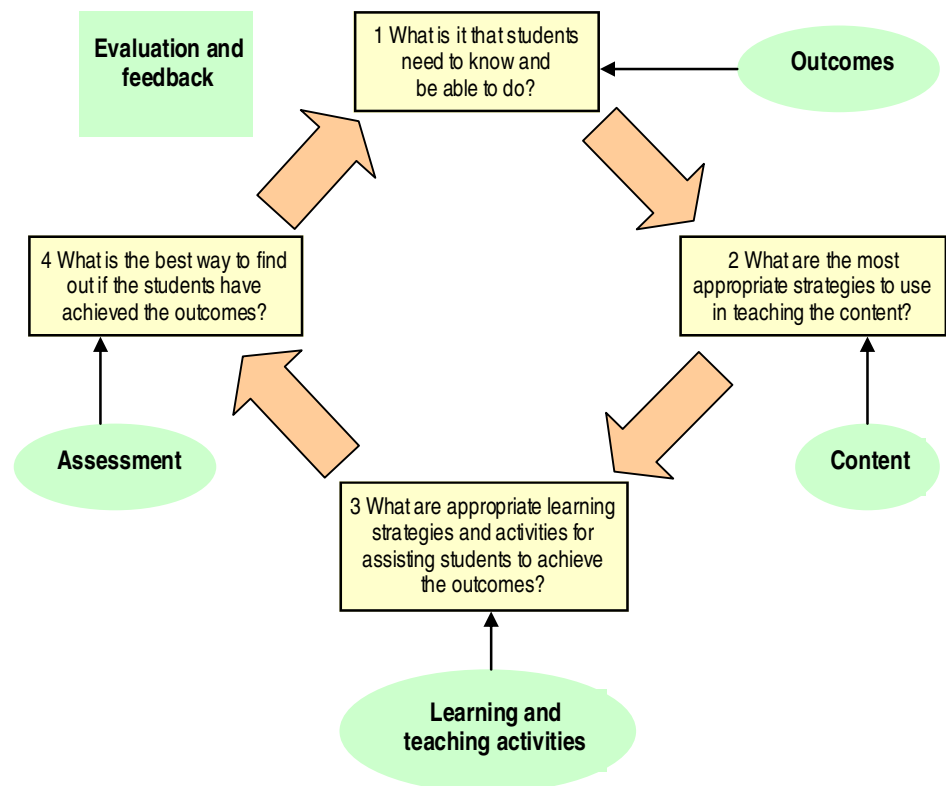 Evaluation and
feedback
1 What is it that students
need to know and
be able to do?
Outcomes
4 What is the best way to find
out if the students have
achieved the outcomes?
2 What are the most
appropriate strategies to use
in teaching the content?
Assessment
Content
3 What are appropriate learning
strategies and activities for
assisting students to achieve
the outcomes?
Learning and
teaching activities